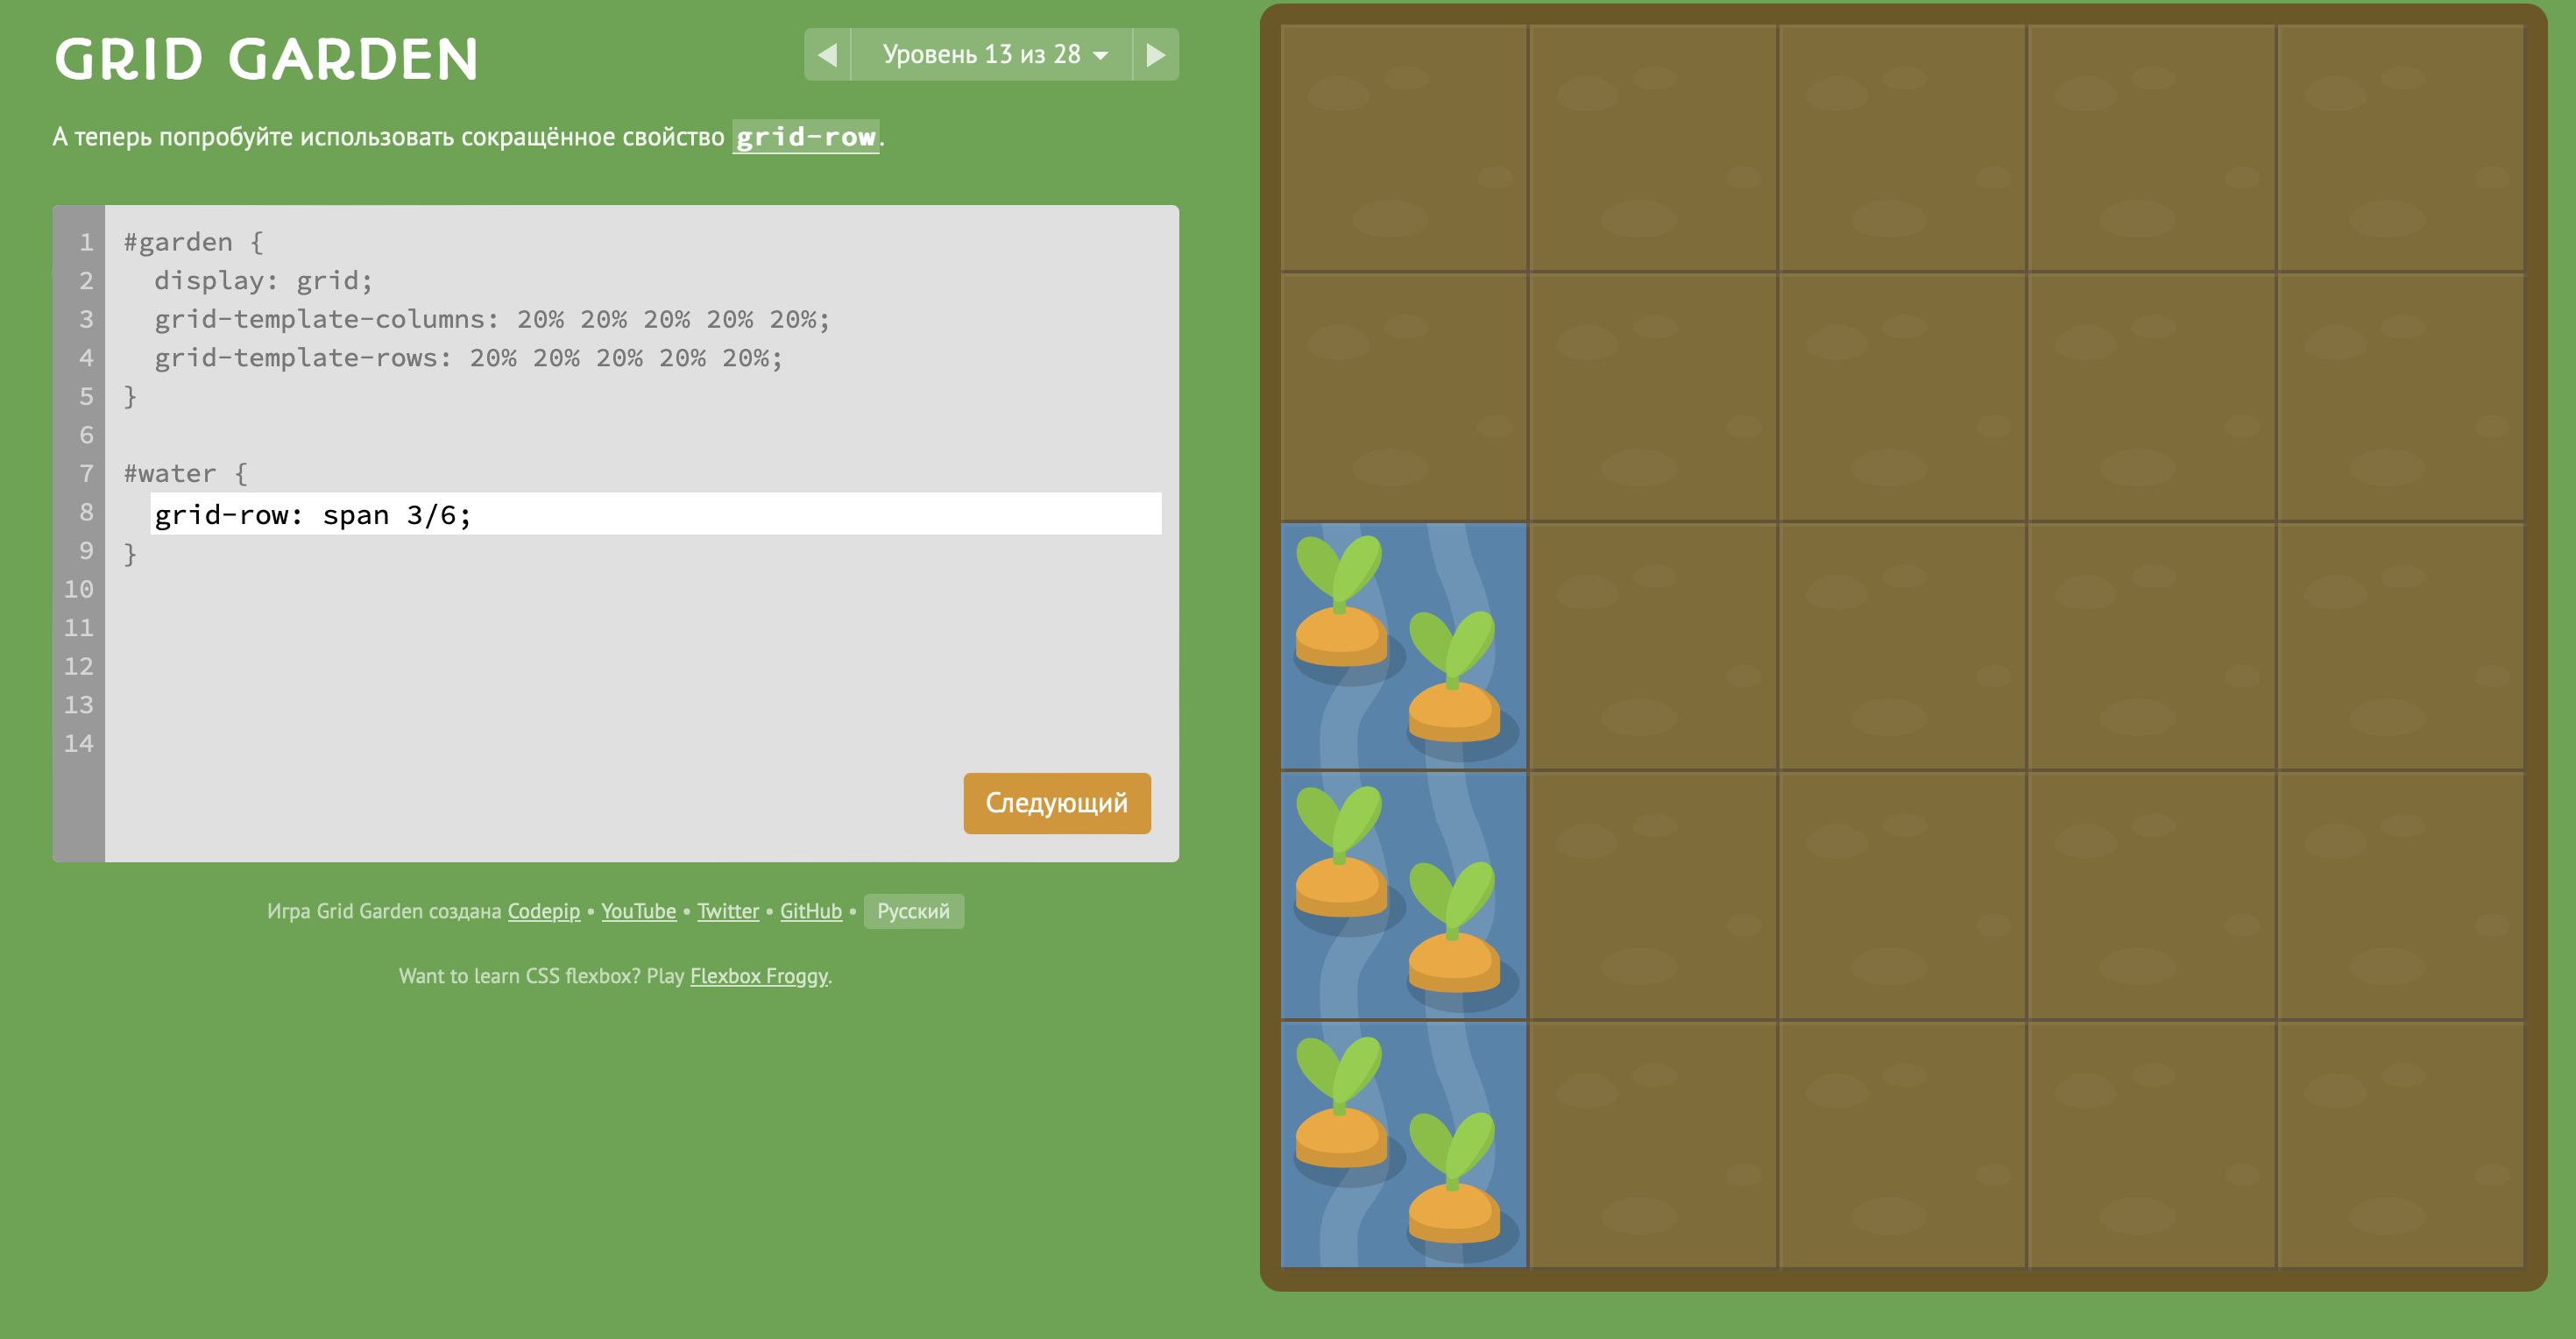 GRID GARDEN
Уровень 13 из 28
А теперь попробуйте использовать сокращённое свойство grid-row.
1 #garden {
2 display: grid;
3 grid-template-columns: 20% 20% 20% 20% 20%;
4 grid-template-rows: 20% 20% 20% 20% 20%;
5 }
6
7 #water {
8 grid-row: span 3/6;
9 }
10
11
12
13
14
Следующий
Игра Grid Garden создана Codepip • YouTube • Twitter • GitHub • Русский
Want to learn CSS flexbox? Play Flexbox Froggy.